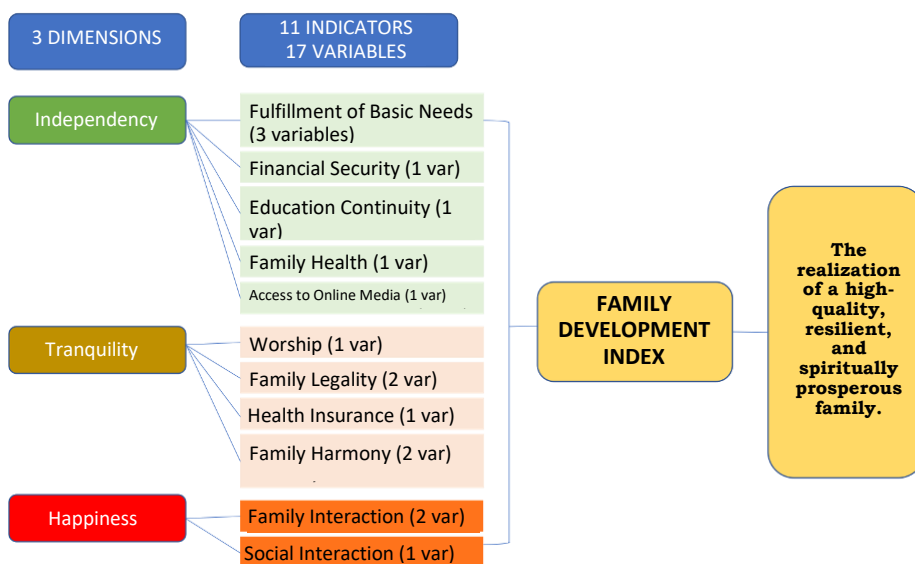 3 DIMENSIONS
11 INDICATORS
17 VARIABLES
Independency
Fulfillment of Basic Needs
(3 variables)
Financial Security (1 var)
Education Continuity (1
var)
Family Health (1 var)
Access to Online Media (1 var)
Tranquility
Worship (1 var)
Family Legality (2 var)
Health Insurance (1 var)
Family Harmony (2 var)
Happiness
Family Interaction (2 var)
Social Interaction (1 var)
FAMILY
DEVELOPMENT
INDEX
The
realization
of a high-
quality,
resilient,
and
spiritually
prosperous
family.